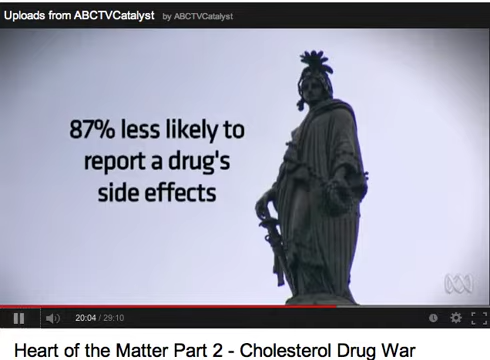 Uploads from ABCTVCatalyst by ABCTVCatalyst
87% less likely to
report a drug's
side effects
20:04 / 29:10
Heart of the Matter Part 2 - Cholesterol Drug War